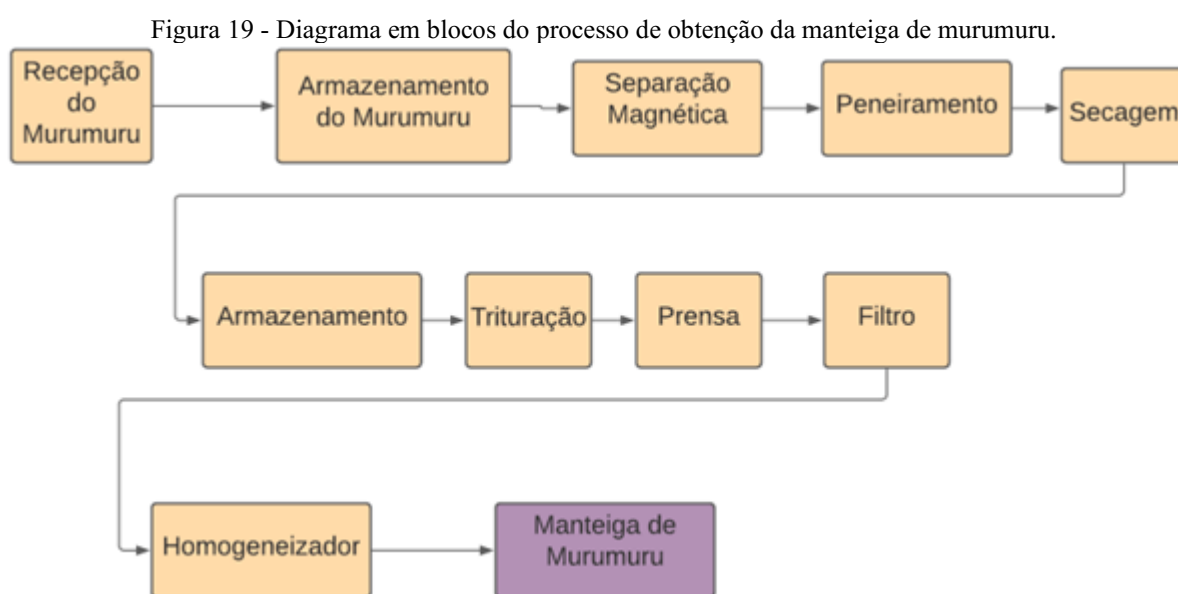 Figura 19 - Diagrama em blocos do processo de obtenção da manteiga de murumuru.
Recepção
do
Murumuru
Armazenamento
do Murumuru
Separação
Magnética
Peneiramento
Secagem
Armazenamento
Trituração
Prensa
Filtro
Homogeneizador
Manteiga de
Murumuru